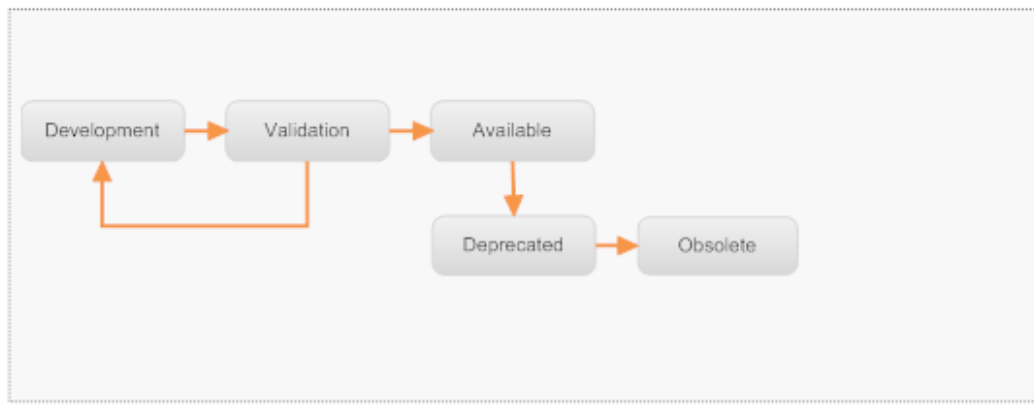 Development
Validation
Available
Deprecated
Obsolete